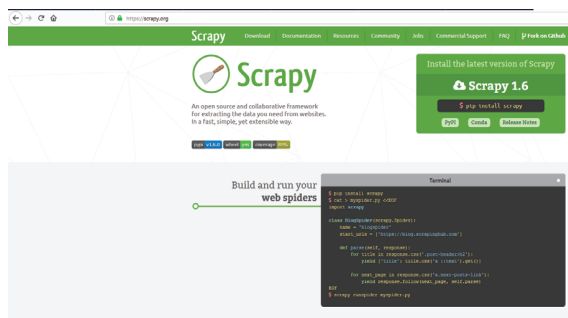 https://scrapy.org
Scrapy Download Documentation Resources Community Jobs Commercial Support FAQ Fork on Github
Scrapy
An open source and collaborative framework
for extracting the data you need from websites.
In a fast, simple, yet extensible way.
pypi v1.6.0 wheel yes coverage
Install the latest version of Scrapy
Scrapy 1.6
$ pip install scrapy
PyPI Conda Release Notes
Build and run your
web spiders
Terminal
$ pip install scrapy
$ cat > myspider.py <<EOF
import scrapy
class BlogSpider(scrapy.Spider):
name = 'blogspider'
start_urls = ['https://blog.scrapinghub.com']
def parse(self, response):
for title in response.css('.post-header>h2'):
yield {'title': title.css('a ::text').get()}
for next_page in response.css('a.next-posts-link'):
yield response.follow(next_page, self.parse)
EOF
$ scrapy runspider myspider.py